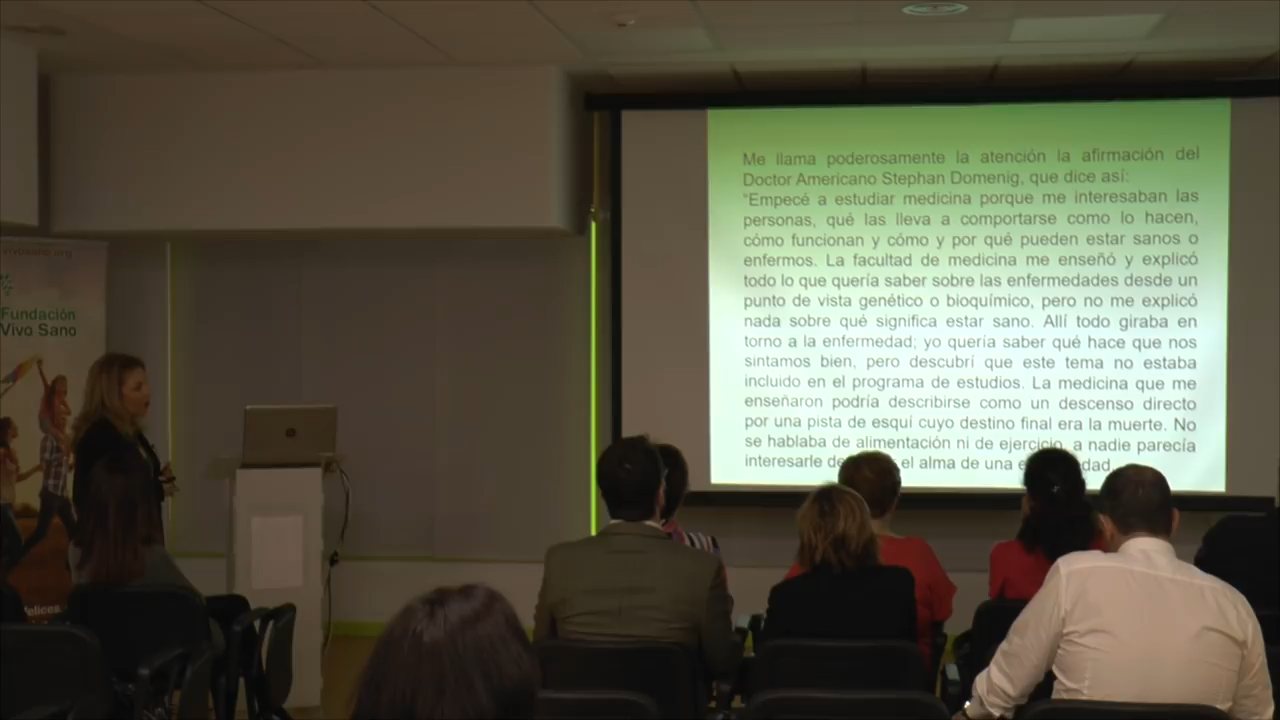 vivosano.org
Fundación
Vivo Sano
felices
Me llama poderosamente la atención la afirmación del
Doctor Americano Stephan Domenig, que dice así:
“Empecé a estudiar medicina porque me interesaban las
personas, qué las lleva a comportarse como lo hacen,
cómo funcionan y cómo y por qué pueden estar sanos o
enfermos. La facultad de medicina me enseñó y explicó
todo lo que quería saber sobre las enfermedades desde un
punto de vista genético o bioquímico, pero no me explicó
nada sobre qué significa estar sano. Allí todo giraba en
torno a la enfermedad; yo quería saber qué hace que nos
sintamos bien, pero descubrí que este tema no estaba
incluido en el programa de estudios. La medicina que me
enseñaron podría describirse como un descenso directo
por una pista de esquí cuyo destino final era la muerte. No
se hablaba de alimentación ni de ejercicio, a nadie parecía
interesarle el alma de una